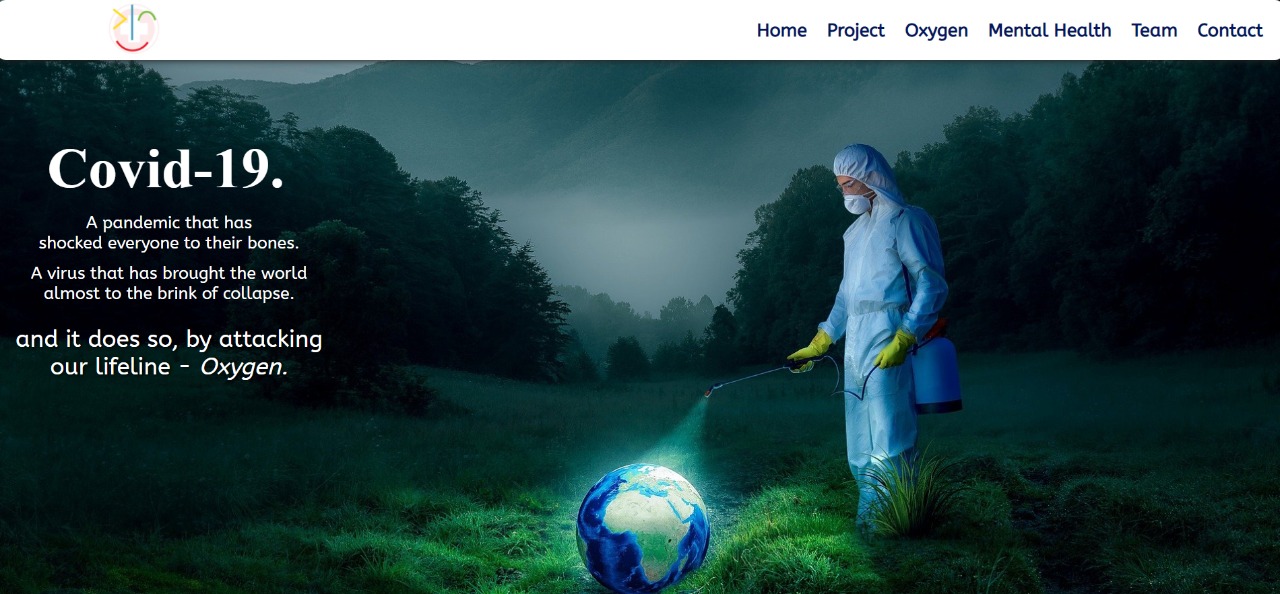 Home Project Oxygen Mental Health Team Contact
Covid-19.
A pandemic that has
shocked everyone to their bones.
A virus that has brought the world
almost to the brink of collapse.
and it does so, by attacking
our lifeline - Oxygen.